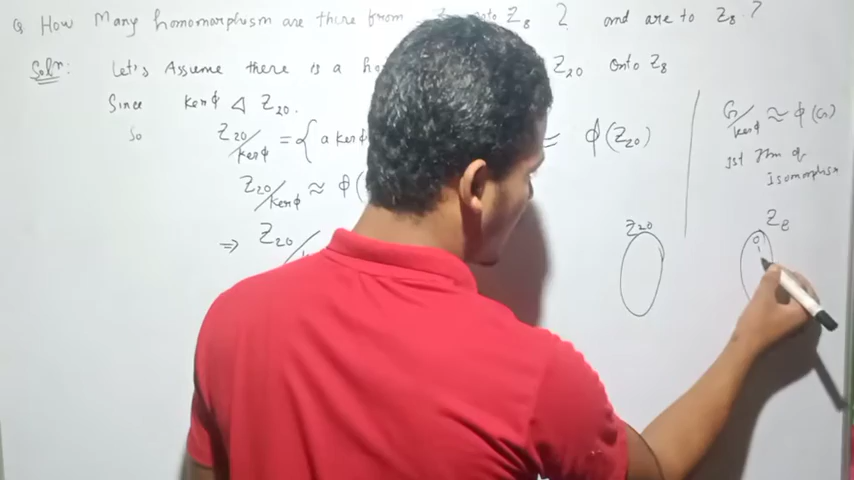 Q How Many homomorphism are there from onto Z₈ ? and are to Z₈ ?
Solⁿ: Let's Assume there is a ho Z₂₀ onto Z₈
Since kerϕ ⊲ Z₂₀.
So Z₂₀/kerϕ = { a kerϕ = ϕ(Z₂₀)
Z₂₀/kerϕ ≈ ϕ(
⇒ Z₂₀/
G/kerϕ ≈ ϕ(G)
1st Thm of
Isomorphism
Z₂₀ Z₈
0
1